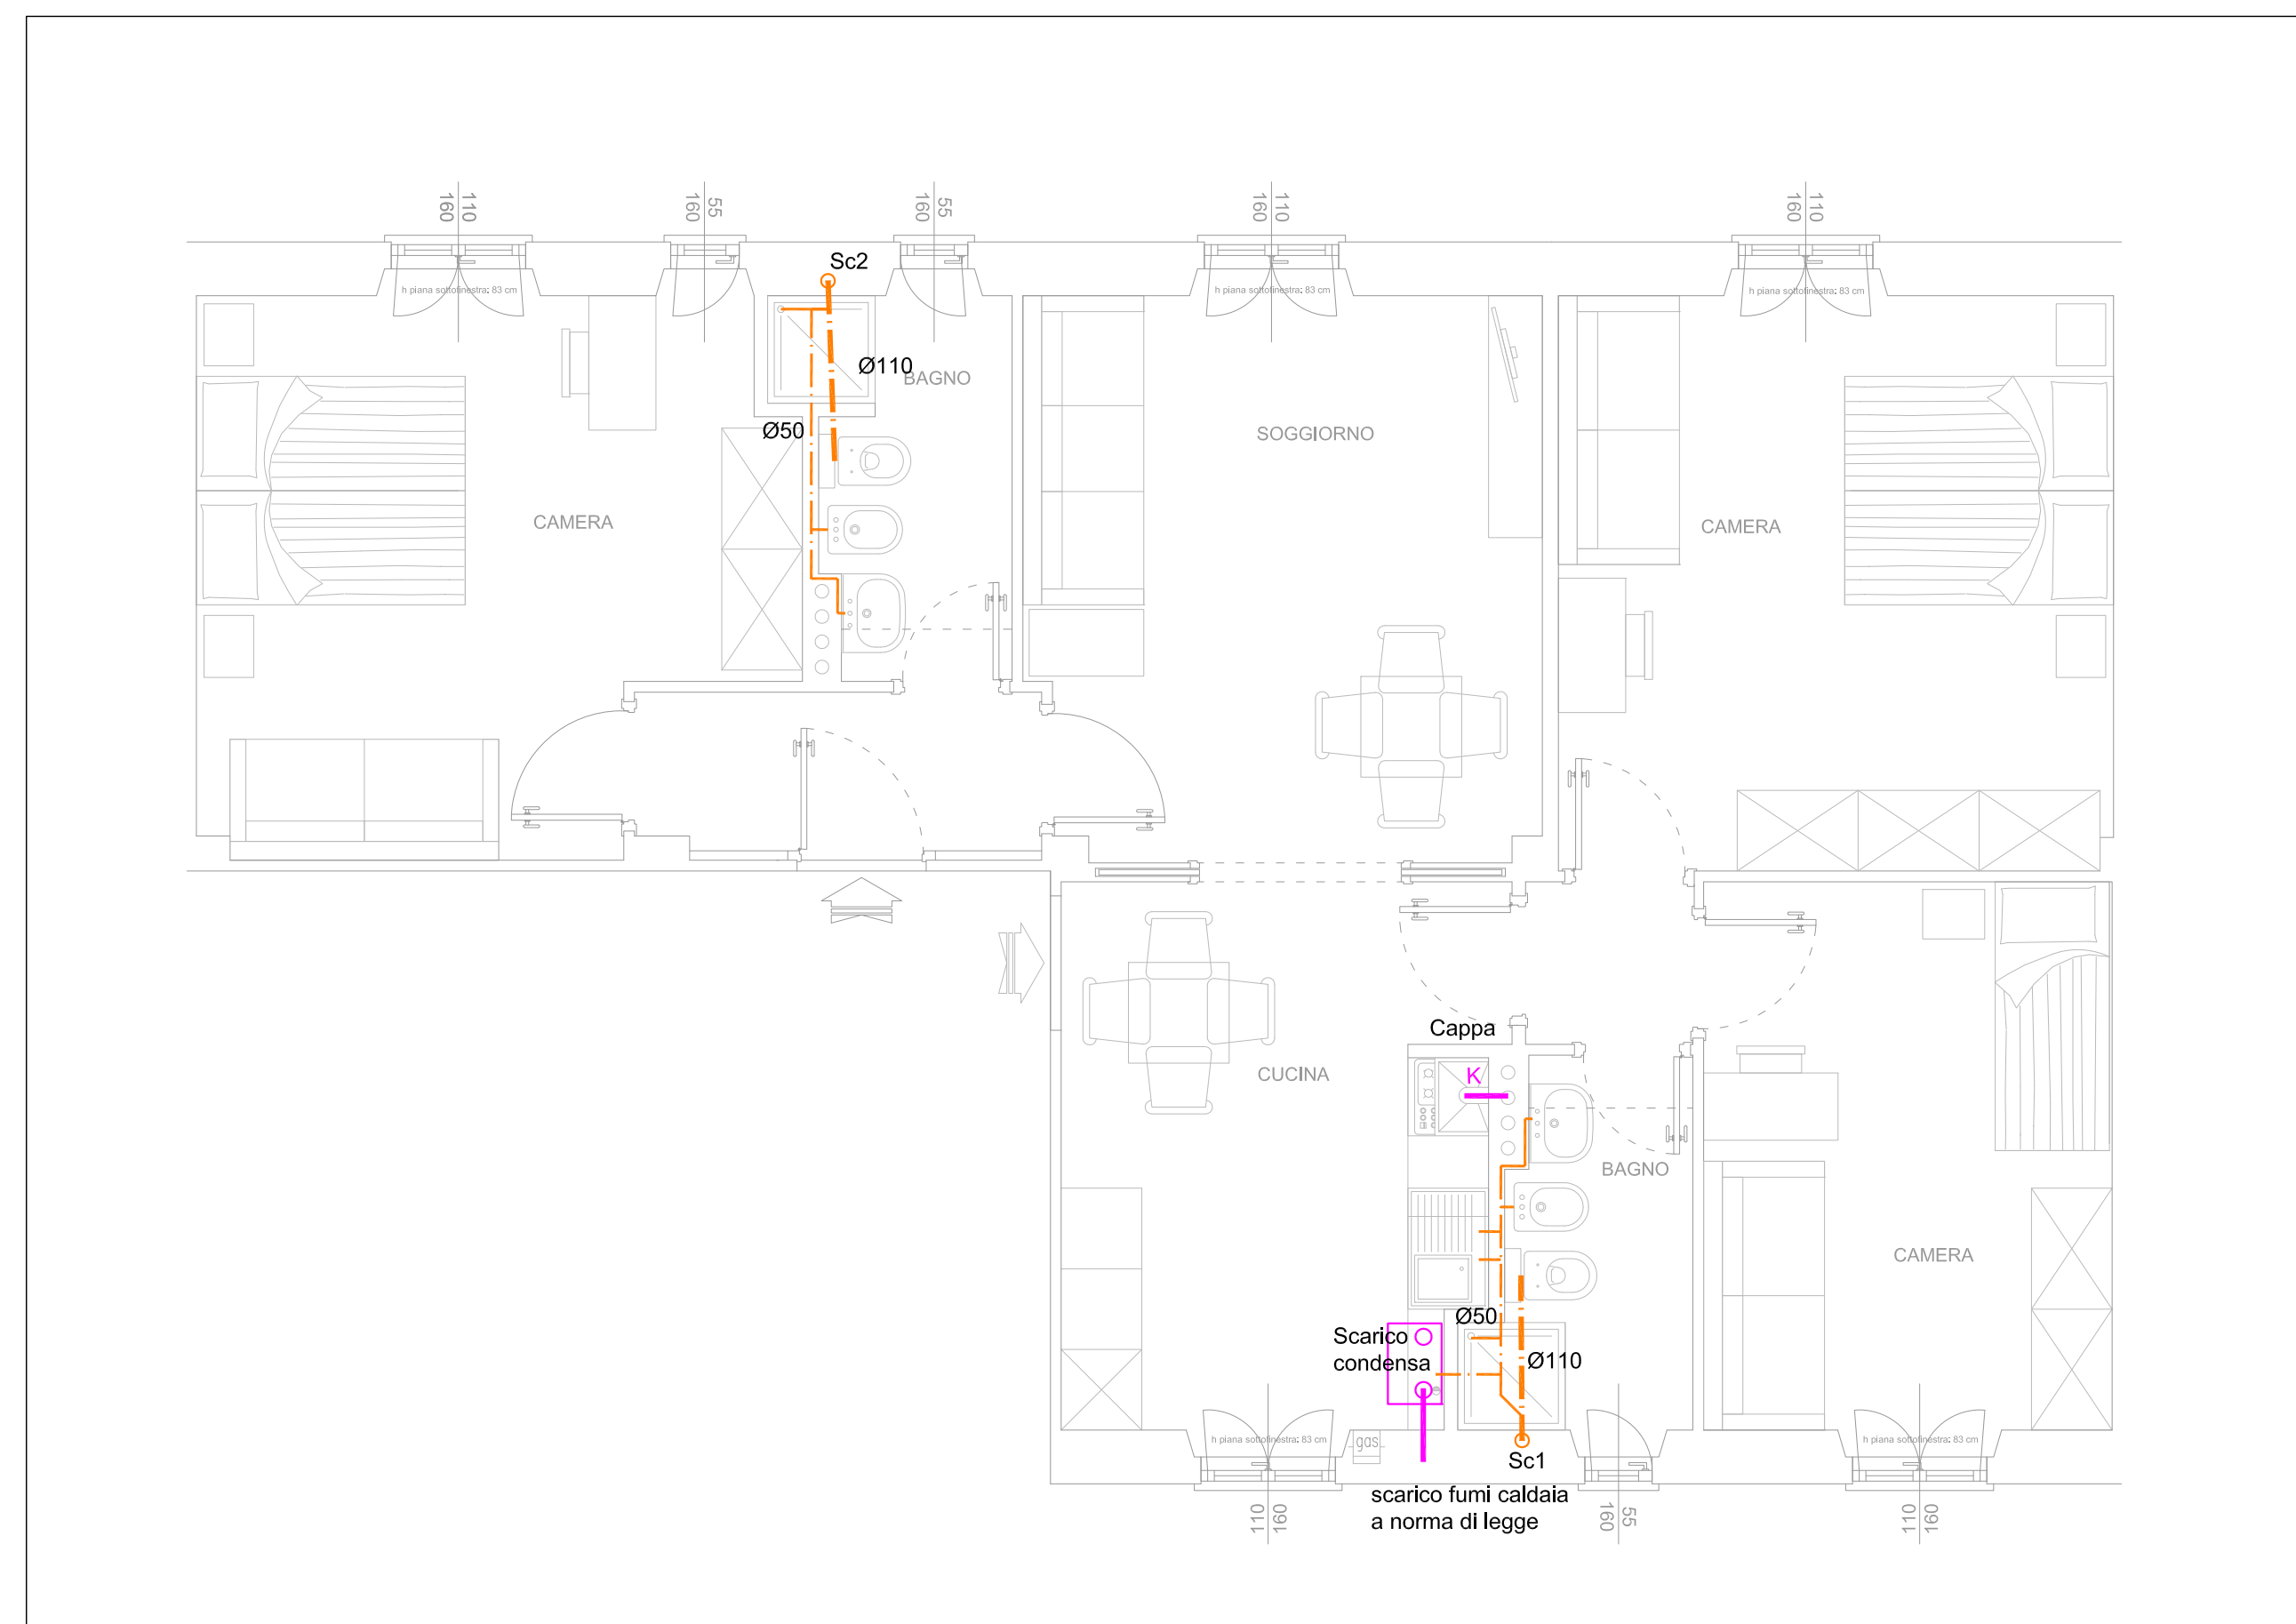 110
160
55
160
55
160
110
160
110
160
Sc2
h piana sottofinestra: 83 cm
h piana sottofinestra: 83 cm
h piana sottofinestra: 83 cm
Ø110
BAGNO
Ø50
SOGGIORNO
CAMERA
CAMERA
Cappa
K
CUCINA
BAGNO
CAMERA
Ø50
Scarico
condensa
Ø110
h piana sottofinestra: 83 cm
gas
h piana sottofinestra: 83 cm
Sc1
scarico fumi caldaia
a norma di legge
110
160
55
160
110
160